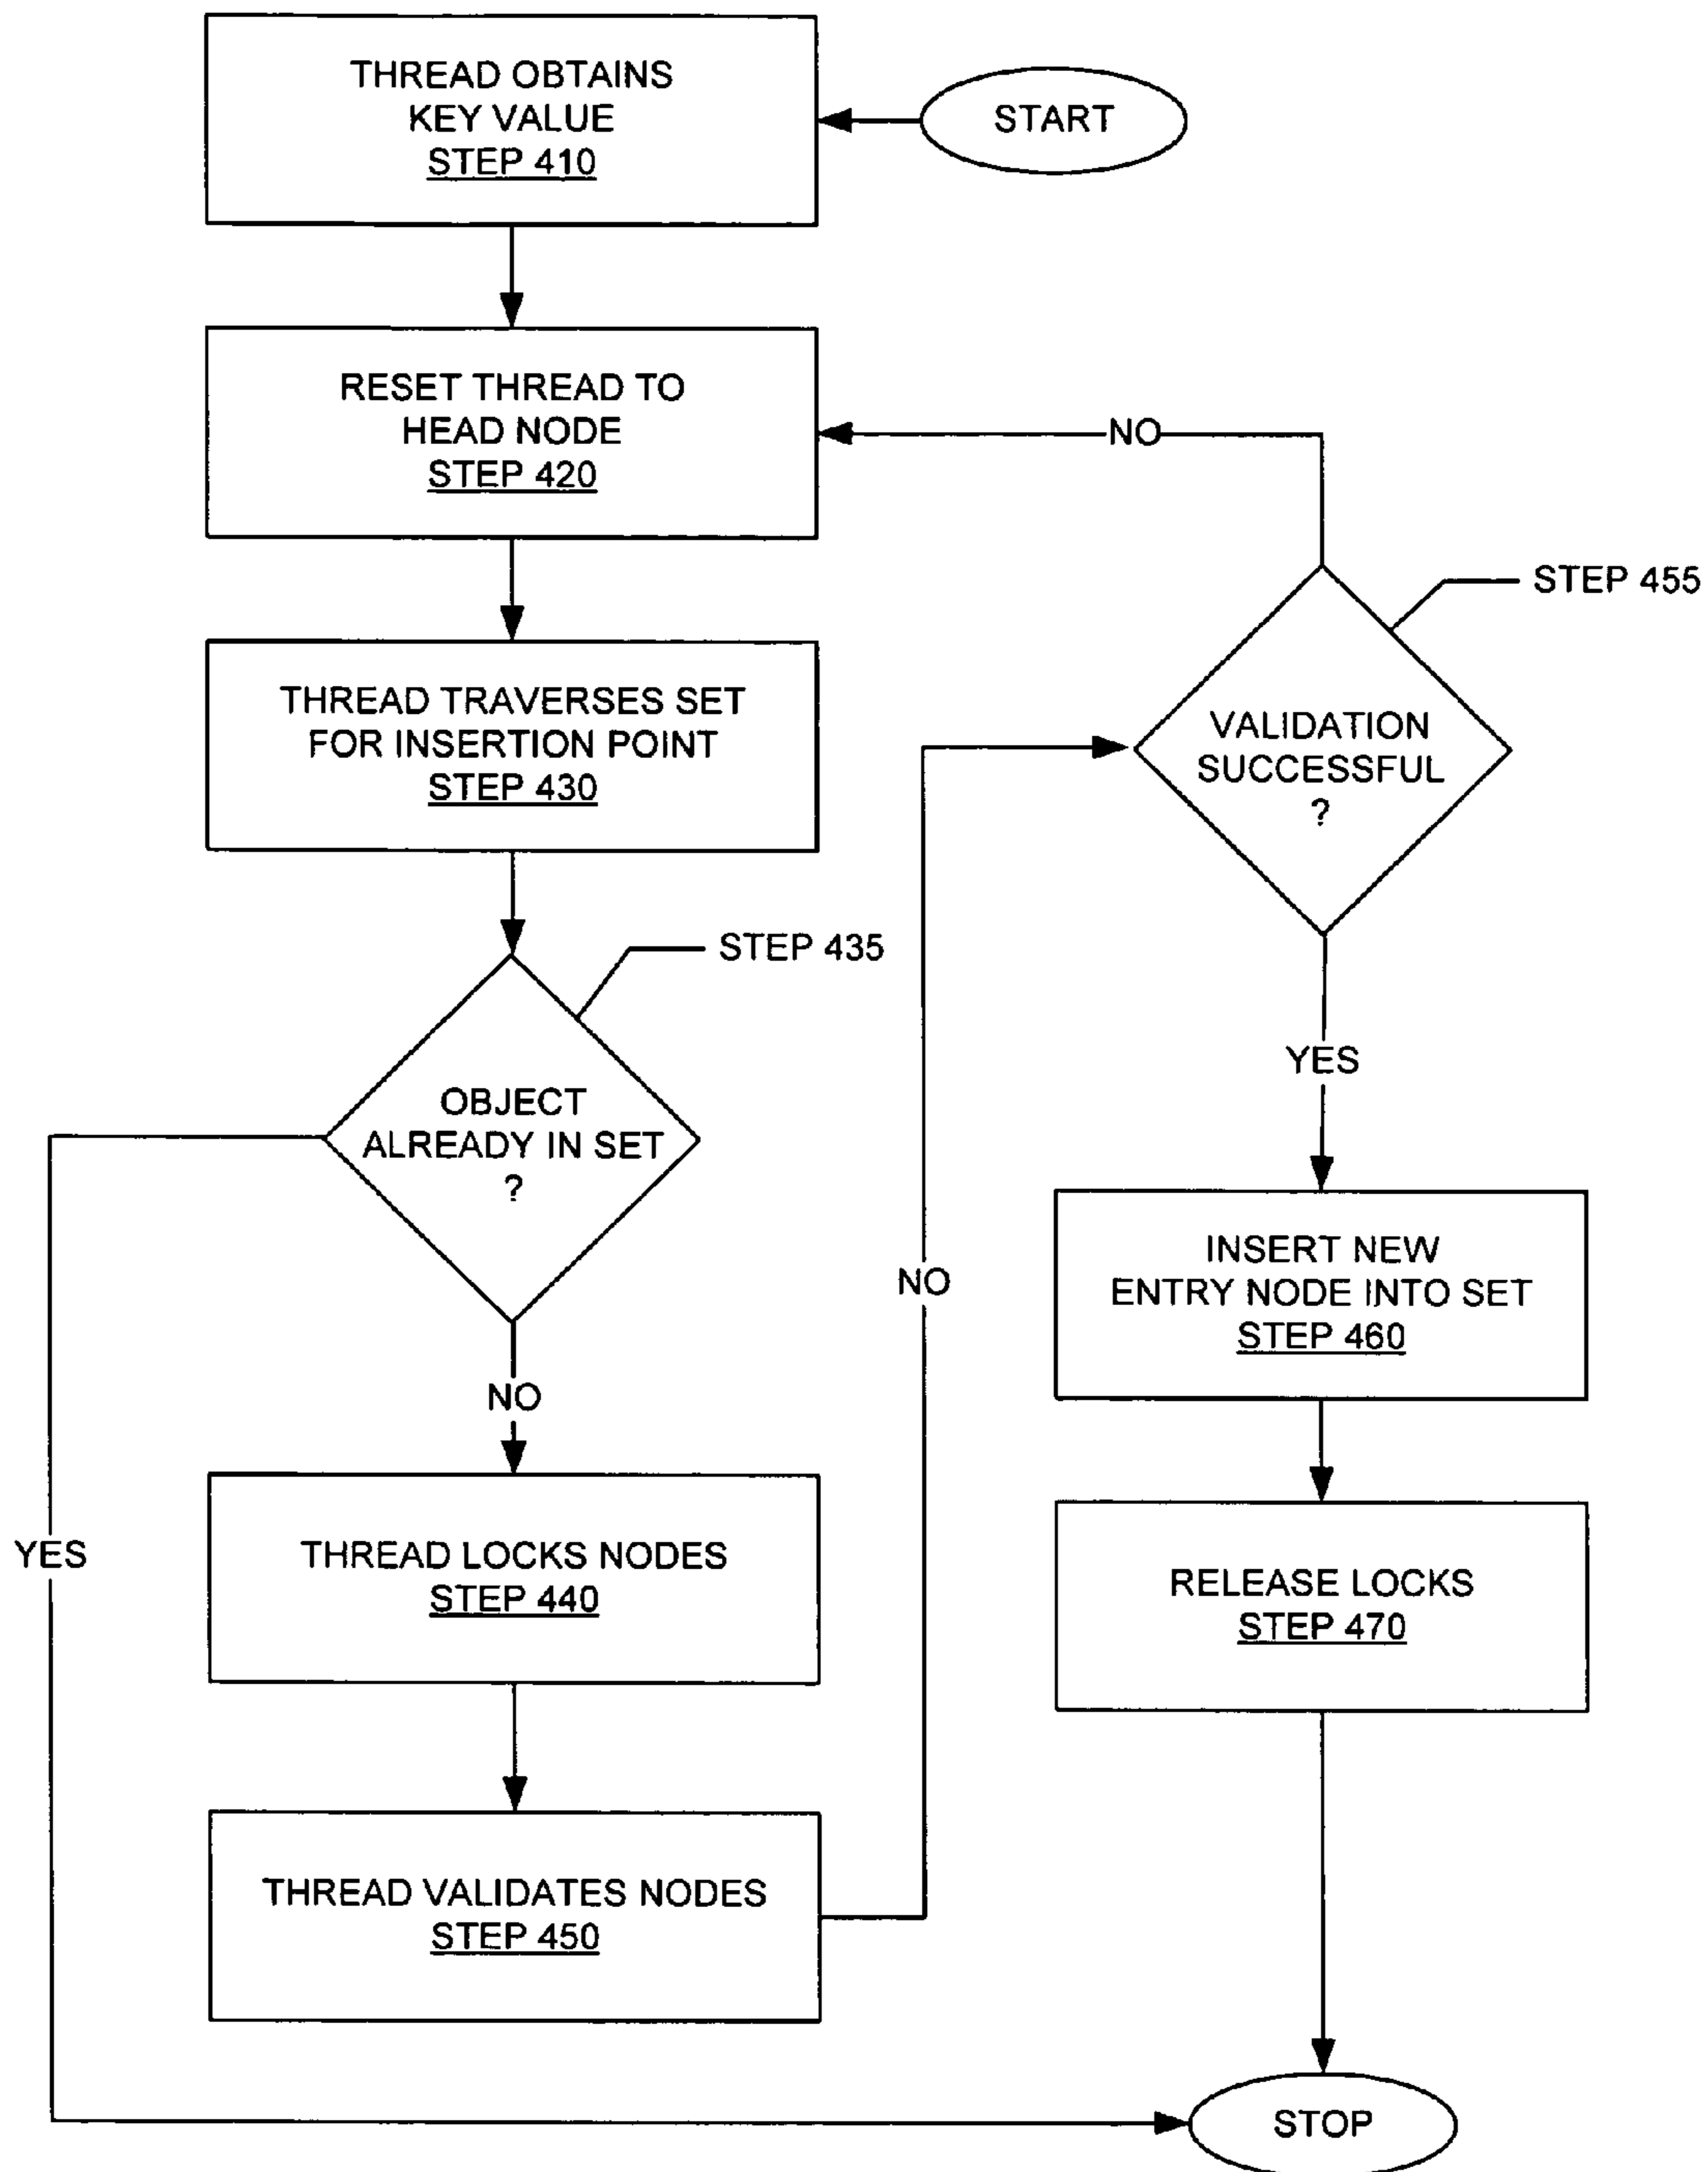 START
THREAD OBTAINS
KEY VALUE
STEP 410
RESET THREAD TO
HEAD NODE
STEP 420
NO
THREAD TRAVERSES SET
FOR INSERTION POINT
STEP 430
STEP 435
OBJECT
ALREADY IN SET
?
YES
NO
THREAD LOCKS NODES
STEP 440
THREAD VALIDATES NODES
STEP 450
NO
STEP 455
VALIDATION
SUCCESSFUL
?
YES
INSERT NEW
ENTRY NODE INTO SET
STEP 460
RELEASE LOCKS
STEP 470
STOP